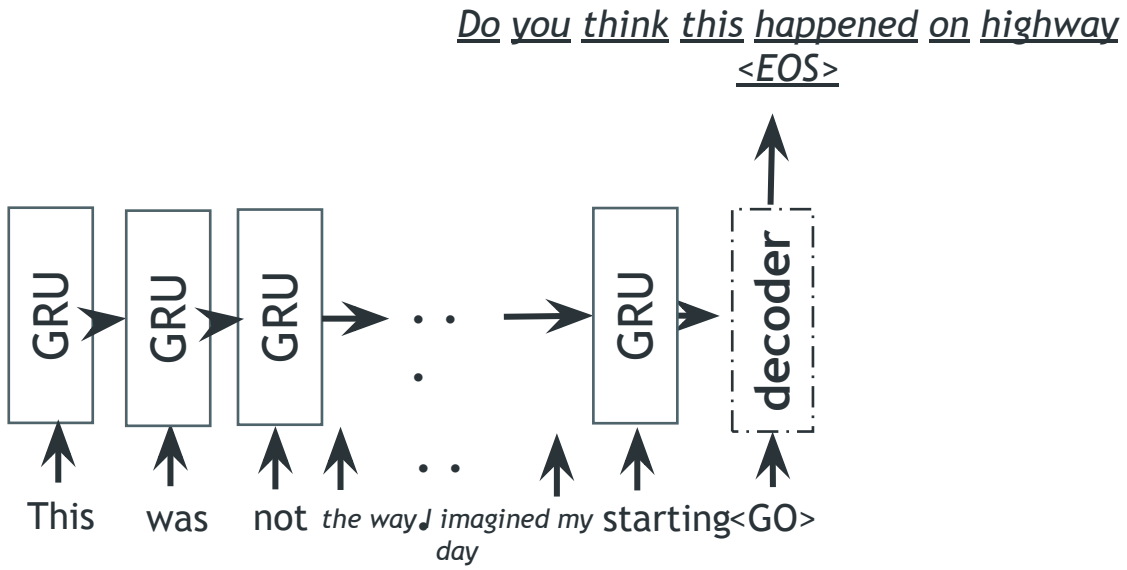 Do you think this happened on highway
<EOS>
GRU
GRU
GRU
GRU
decoder
This was not the way I imagined my starting<GO>
day